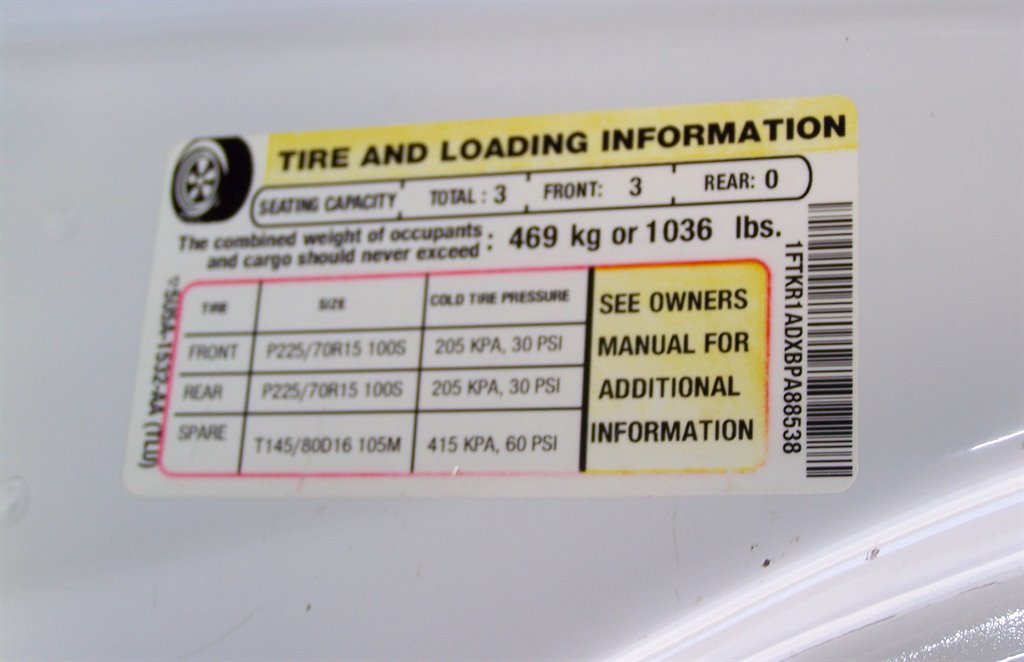 TIRE AND LOADING INFORMATION
SEATING CAPACITY TOTAL : 3 FRONT: 3 REAR: 0
The combined weight of occupants
and cargo should never exceed : 469 kg or 1036 lbs.
TIRE SIZE COLD TIRE PRESSURE
FRONT P225/70R15 100S 205 KPA, 30 PSI
REAR P225/70R15 100S 205 KPA, 30 PSI
SPARE T145/80D16 105M 415 KPA, 60 PSI
SEE OWNERS
MANUAL FOR
ADDITIONAL
INFORMATION
1FTKR1ADXBPA88538